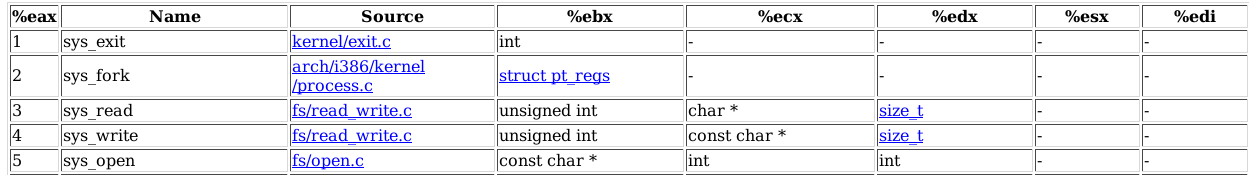 %eax Name Source %ebx %ecx %edx %esx %edi
1 sys_exit kernel/exit.c int - - - -
2 sys_fork arch/i386/kernel
/process.c struct pt_regs - - - -
3 sys_read fs/read_write.c unsigned int char * size_t - -
4 sys_write fs/read_write.c unsigned int const char * size_t - -
5 sys_open fs/open.c const char * int int - -